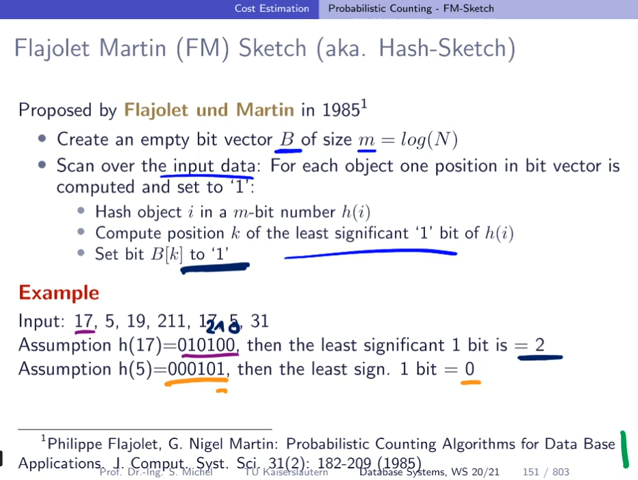 Cost Estimation Probabilistic Counting - FM-Sketch
Flajolet Martin (FM) Sketch (aka. Hash-Sketch)
Proposed by Flajolet und Martin in 1985¹
• Create an empty bit vector B of size m = log(N)
• Scan over the input data: For each object one position in bit vector is
computed and set to '1':
• Hash object i in a m-bit number h(i)
• Compute position k of the least significant '1' bit of h(i)
• Set bit B[k] to '1'
Example
Input: 17, 5, 19, 211, 17, 5, 31
210
Assumption h(17)=010100, then the least significant 1 bit is = 2
Assumption h(5)=000101, then the least sign. 1 bit = 0
¹Philippe Flajolet, G. Nigel Martin: Probabilistic Counting Algorithms for Data Base
Applications. J. Comput. Syst. Sci. 31(2): 182-209 (1985)
Prof. Dr.-Ing. S. Michel TU Kaiserslautern Database Systems, WS 20/21 151 / 803